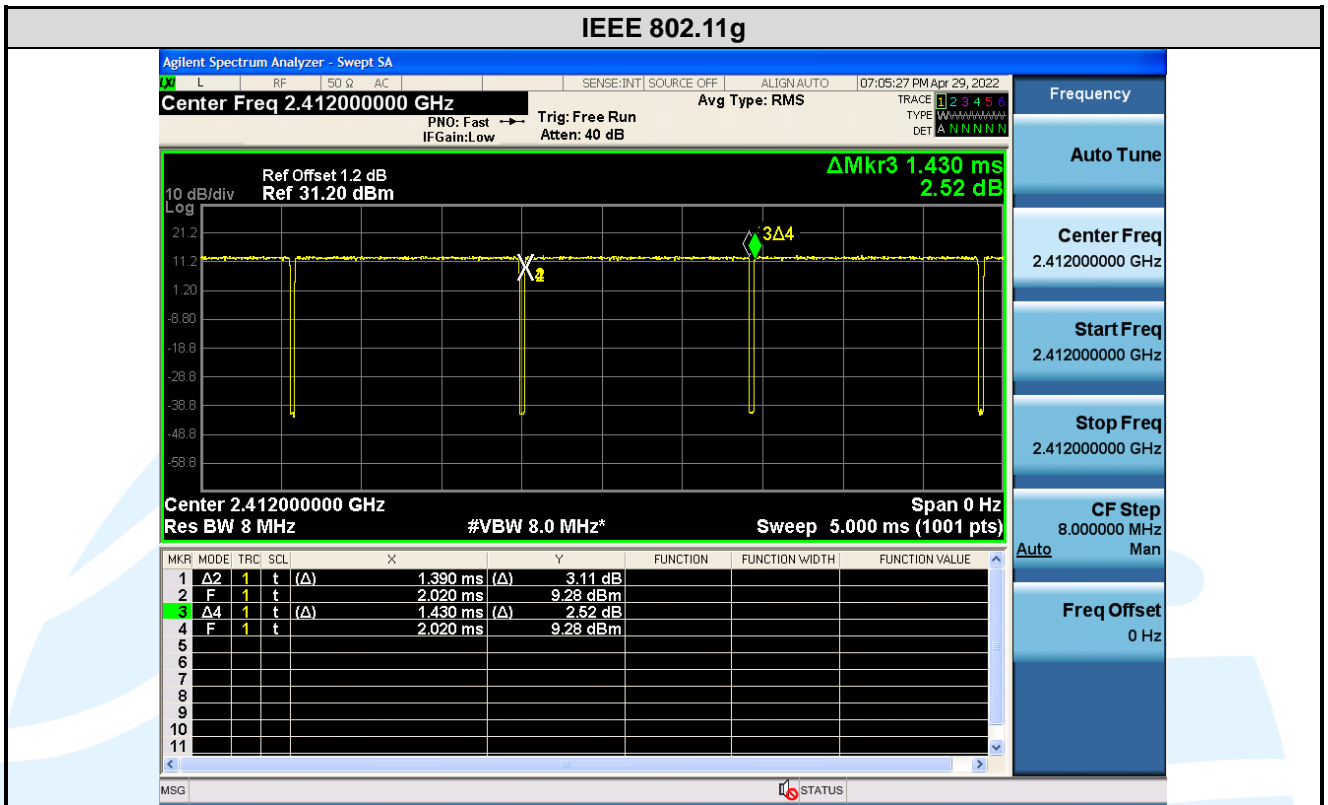 IEEE 802.11g
Agilent Spectrum Analyzer - Swept SA
LXI L RF 50 Ω AC SENSE:INT SOURCE OFF ALIGN AUTO 07:05:27 PM Apr 29, 2022
Center Freq 2.412000000 GHz
PNO: Fast
IFGain:Low
Trig: Free Run
Atten: 40 dB
Avg Type: RMS
TRACE 1 2 3 4 5 6
TYPE W
DET A N N N N N
Frequency
Auto Tune
Center Freq
2.412000000 GHz
Start Freq
2.412000000 GHz
Stop Freq
2.412000000 GHz
CF Step
8.000000 MHz
Auto Man
Freq Offset
0 Hz
ΔMkr3 1.430 ms
2.52 dB
Ref Offset 1.2 dB
10 dB/div Ref 31.20 dBm
Log
21.2
11.2
1.20
-8.80
-18.8
-28.8
-38.8
-48.8
-58.8
3Δ4
Center 2.412000000 GHz Span 0 Hz
Res BW 8 MHz #VBW 8.0 MHz* Sweep 5.000 ms (1001 pts)
MKR MODE TRC SCL X Y FUNCTION FUNCTION WIDTH FUNCTION VALUE
1 Δ2 1 t (Δ) 1.390 ms (Δ) 3.11 dB
2 F 1 t 2.020 ms 9.28 dBm
3 Δ4 1 t (Δ) 1.430 ms (Δ) 2.52 dB
4 F 1 t 2.020 ms 9.28 dBm
5
6
7
8
9
10
11
MSG STATUS